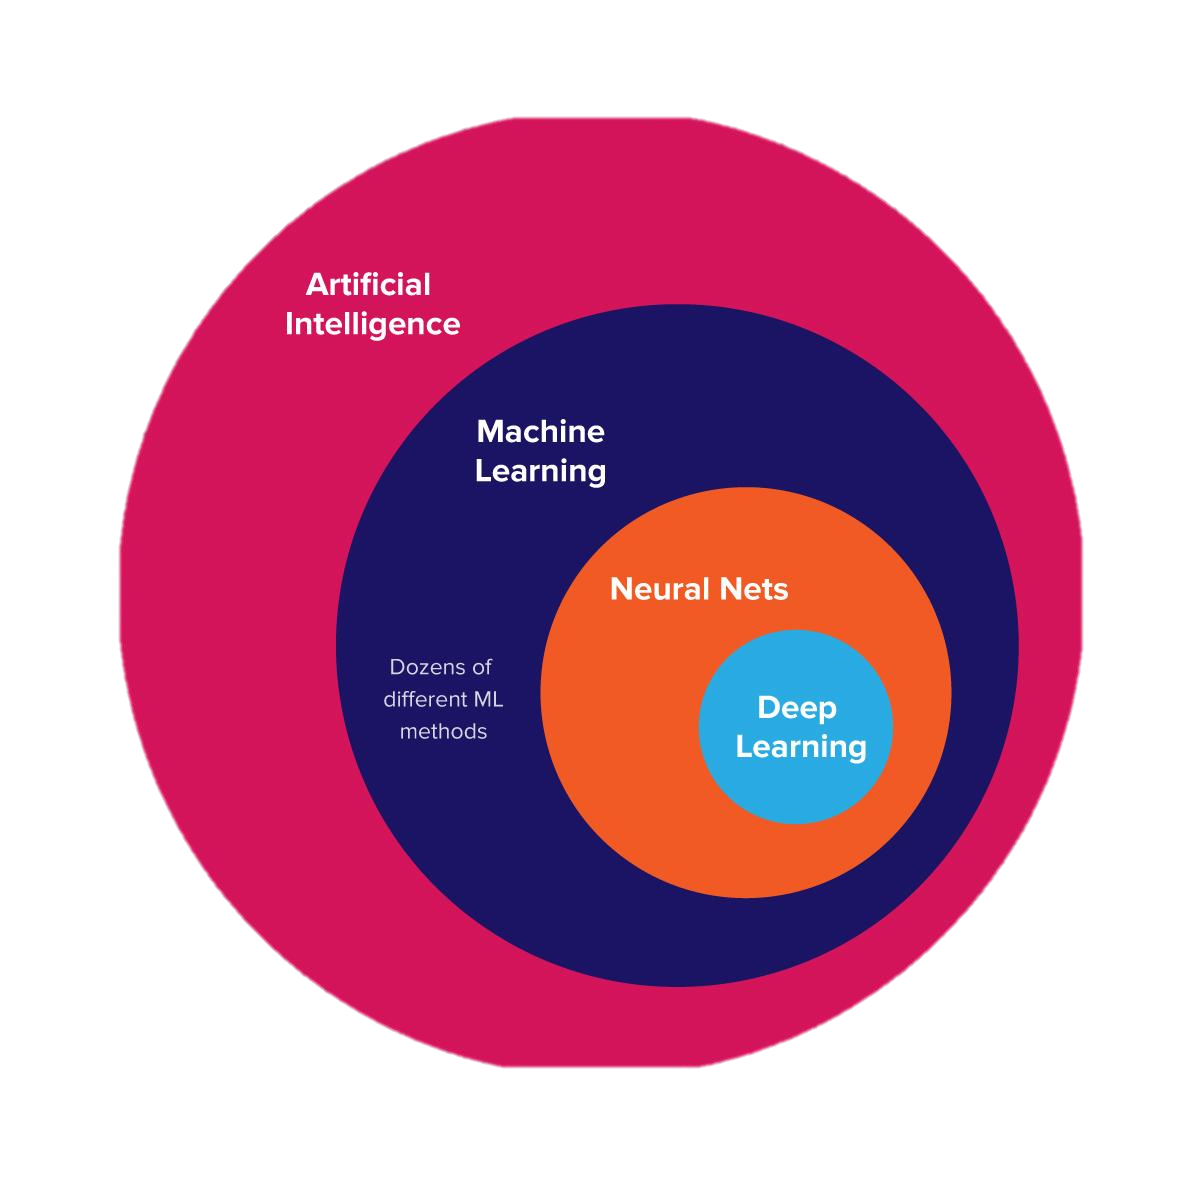 Artificial
Intelligence
Machine
Learning
Neural Nets
Dozens of
different ML
methods
Deep
Learning